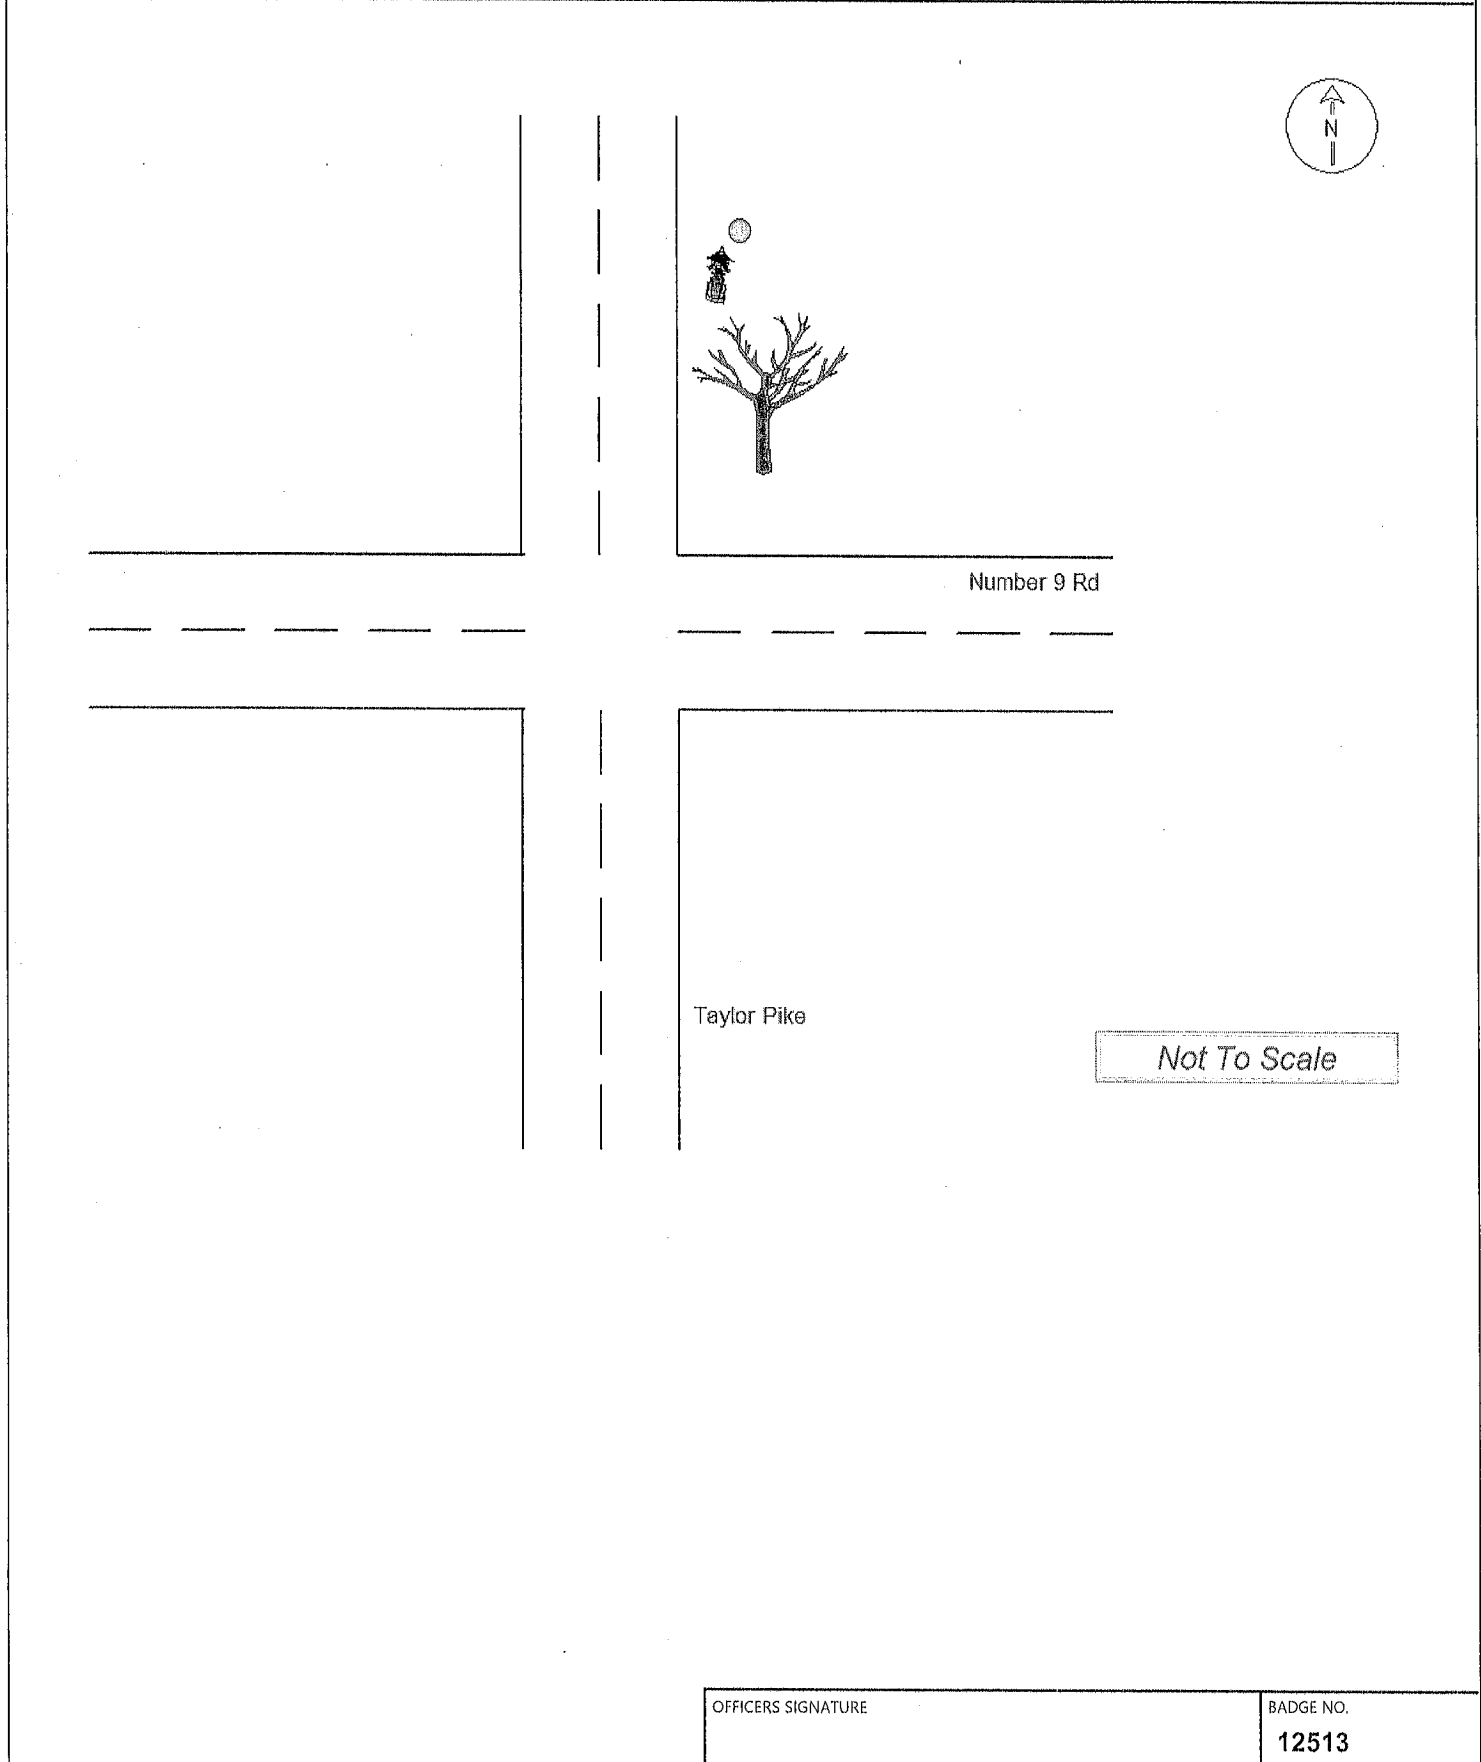 N
Number 9 Rd
Taylor Pike
Not To Scale
OFFICERS SIGNATURE
BADGE NO.
12513